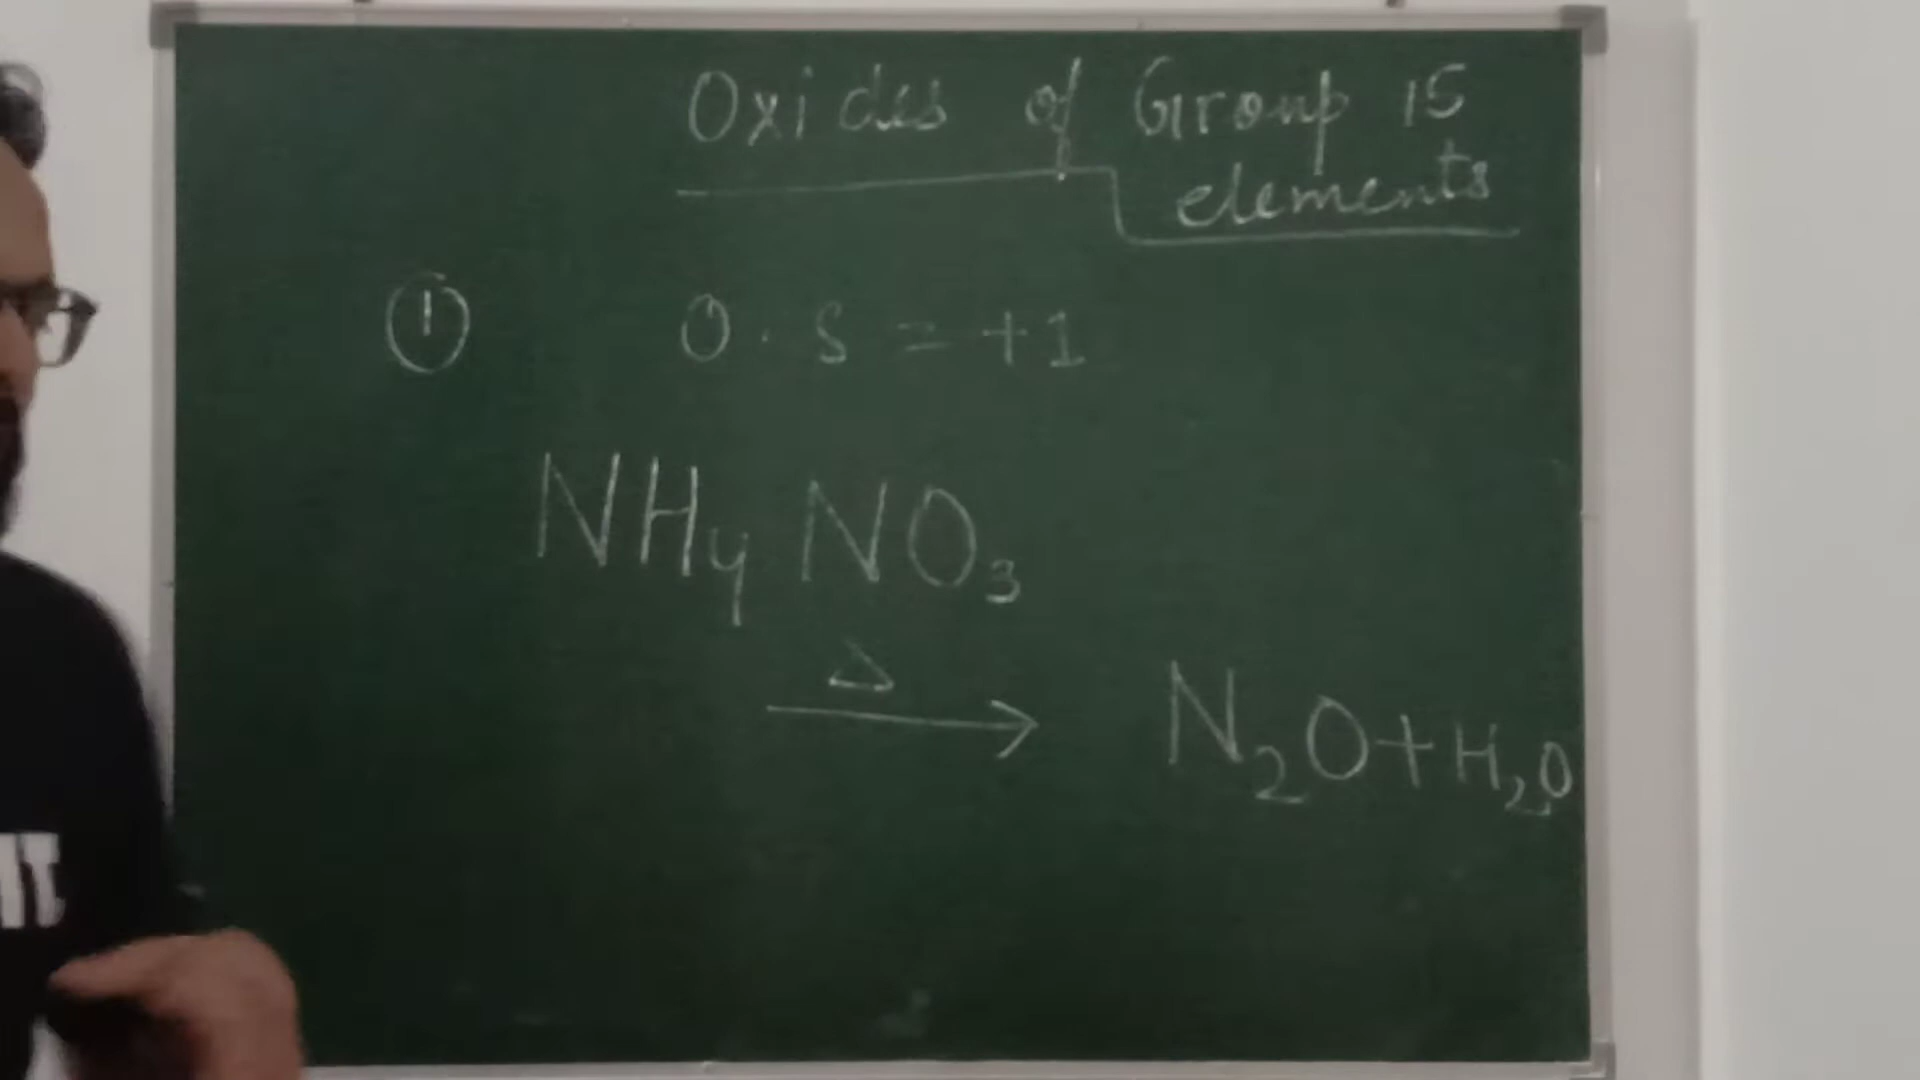 Oxides of Group 15
elements
① O.S = +1
NH₄NO₃
Δ
→ N₂O + H₂O